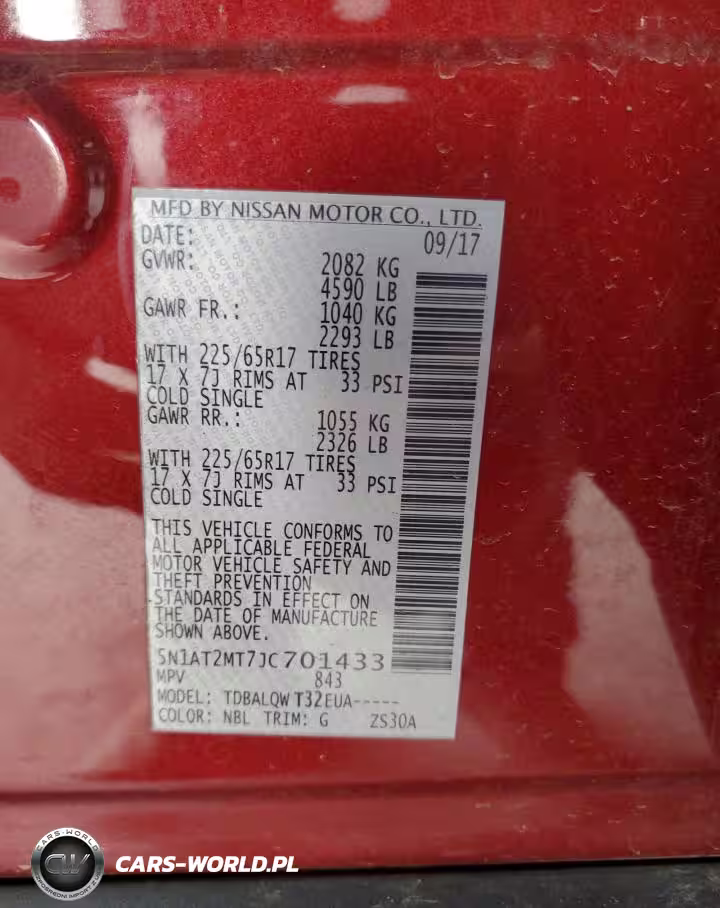 MFD BY NISSAN MOTOR CO., LTD.
DATE: 09/17
GVWR: 2082 KG
4590 LB
GAWR FR.: 1040 KG
2293 LB
WITH 225/65R17 TIRES
17 X 7J RIMS AT 33 PSI
COLD SINGLE
GAWR RR.: 1055 KG
2326 LB
WITH 225/65R17 TIRES
17 X 7J RIMS AT 33 PSI
COLD SINGLE
THIS VEHICLE CONFORMS TO
ALL APPLICABLE FEDERAL
MOTOR VEHICLE SAFETY AND
THEFT PREVENTION
STANDARDS IN EFFECT ON
THE DATE OF MANUFACTURE
SHOWN ABOVE.
5N1AT2MT7JC701433
MPV 843
MODEL: TDBALQW T32EUA-----
COLOR: NBL TRIM: G ZS30A
CARS-WORLD
CW
CARS-WORLD.PL